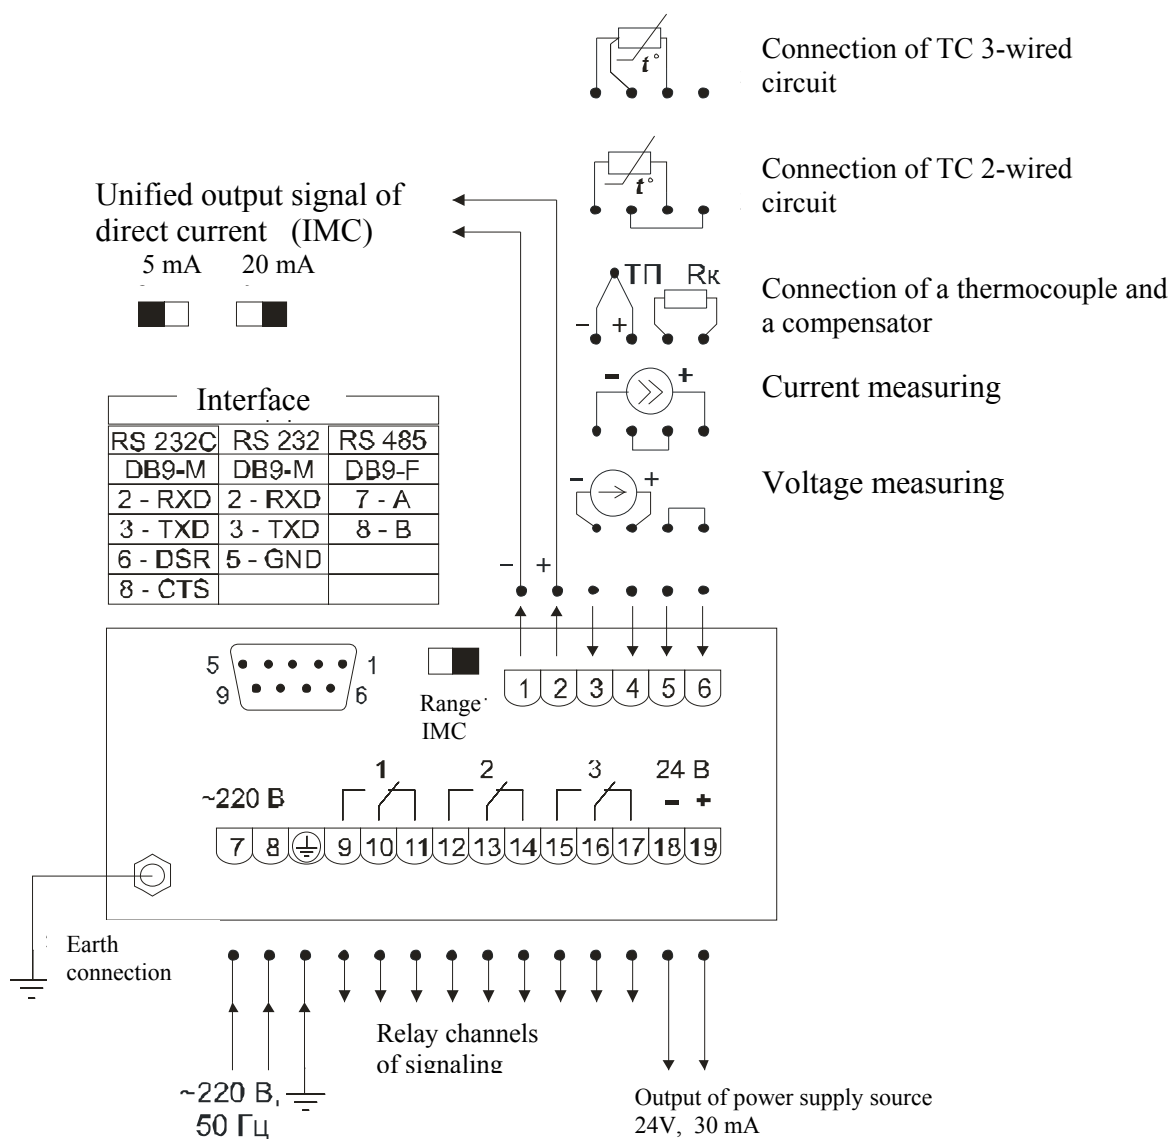 Connection of TC 3-wired
circuit
t°
Connection of TC 2-wired
circuit
t°
Unified output signal of
direct current (IMC)
5 mA 20 mA
ТП Rк
- +
Connection of a thermocouple and
a compensator
- +
Current measuring
- +
Voltage measuring
Interface
RS 232C RS 232 RS 485
DB9-M DB9-M DB9-F
2 - RXD 2 - RXD 7 - A
3 - TXD 3 - TXD 8 - B
6 - DSR 5 - GND
8 - CTS
- +
5 1
9 6
Range
IMC
1 2 3 4 5 6
1 2 3 24 В
~220 В - +
7 8 9 10 11 12 13 14 15 16 17 18 19
Earth
connection
Relay channels
of signaling
~220 В,
50 Гц
Output of power supply source
24V, 30 mA